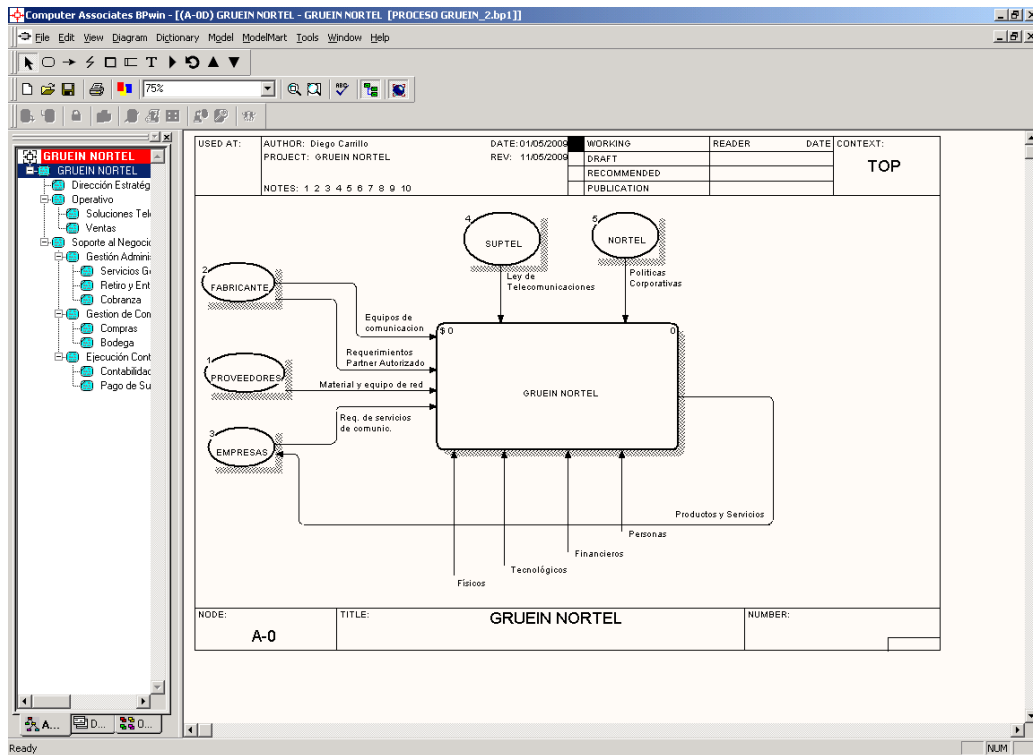 Computer Associates BPwin - [(A-0D) GRUEIN NORTEL - GRUEIN NORTEL [PROCESO GRUEIN_2.bp1]]
File Edit View Diagram Dictionary Model ModelMart Tools Window Help
75%
GRUEIN NORTEL
GRUEIN NORTEL
Dirección Estratég
Operativo
Soluciones Tel
Ventas
Soporte al Negocio
Gestión Adminis
Servicios G
Retiro y Ent
Cobranza
Gestion de Con
Compras
Bodega
Ejecución Cont
Contabilidad
Pago de Su
A... D... O...
USED AT:
AUTHOR: Diego Carrillo
DATE: 01/05/2009
PROJECT: GRUEIN NORTEL
REV: 11/05/2009
NOTES: 1 2 3 4 5 6 7 8 9 10
WORKING
DRAFT
RECOMMENDED
PUBLICATION
READER
DATE
CONTEXT:
TOP
4
SUPTEL
5
NORTEL
Ley de
Telecomunicaciones
Políticas
Corporativas
2
FABRICANTE
Equipos de
comunicacion
Requerimientos
Partner Autorizado
1
PROVEEDORES
Material y equipo de red
3
EMPRESAS
Req. de servicios
de comunic.
$ 0
0
GRUEIN NORTEL
Productos y Servicios
Personas
Financieros
Tecnológicos
Físicos
NODE:
A-0
TITLE:
GRUEIN NORTEL
NUMBER:
Ready
NUM